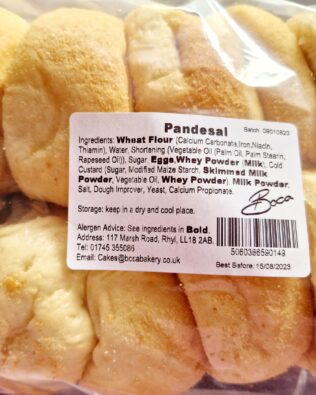 Pandesal
Batch 09010823
Ingredients: Wheat Flour (Calcium Carbonate,Iron,Niacin,
Thiamin), Water, Shortening (Vegetable Oil (Palm Oil, Palm Stearin,
Rapeseed Oil)), Sugar, Eggs,Whey Powder (Milk), Cold
Custard (Sugar, Modified Maize Starch, Skimmed Milk
Powder, Vegetable Oil, Whey Powder), Milk Powder,
Salt, Dough Improver, Yeast, Calcium Propionate.
Boca
Storage: keep in a dry and cool place.
Alergen Advice: See ingredients in Bold.
Address: 117 Marsh Road, Rhyl, LL18 2AB.
Tel: 01745 355086
Email: Cakes@bccabakery.co.uk
5060386590149
Best Before: 15/08/2023